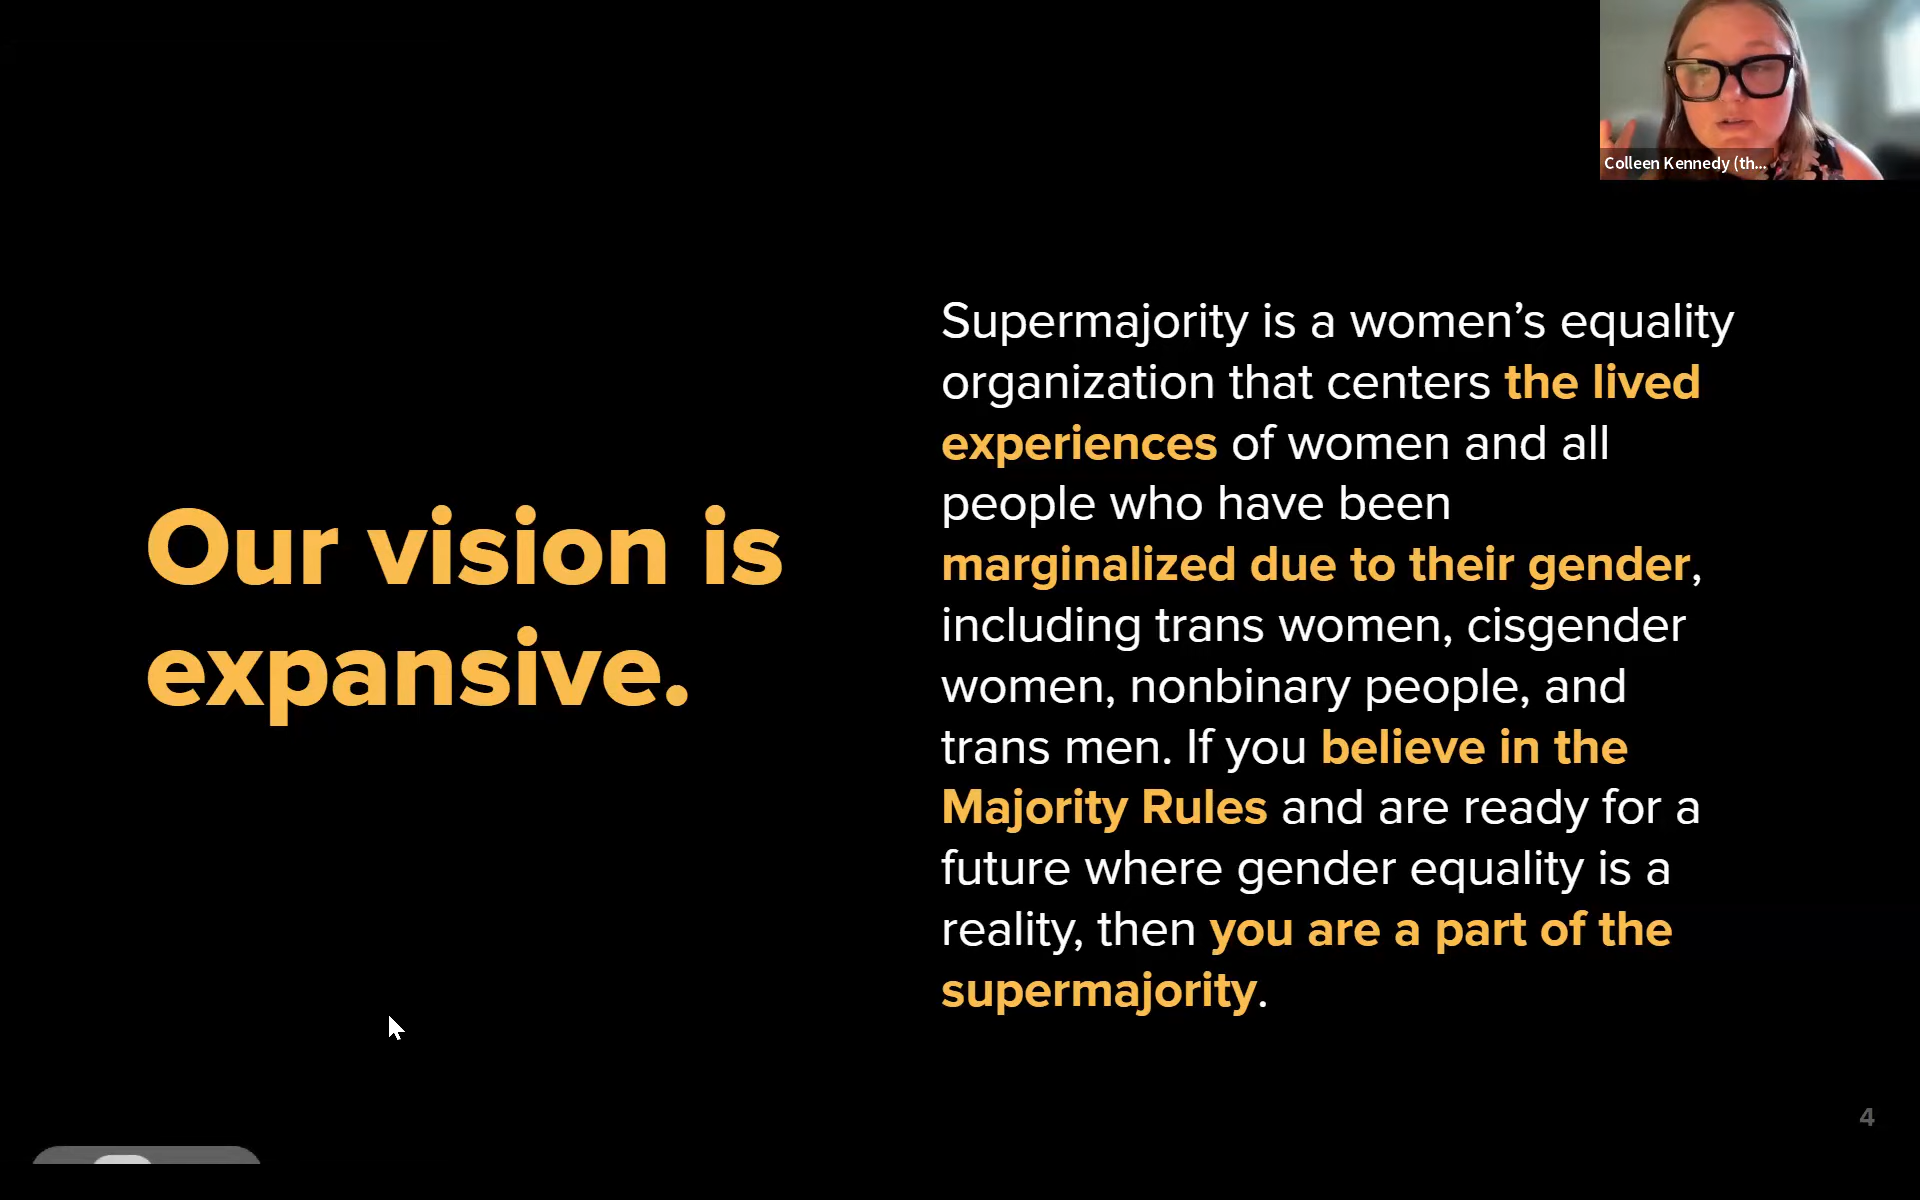 Colleen Kennedy (th...
Our vision is
expansive.
Supermajority is a women’s equality
organization that centers the lived
experiences of women and all
people who have been
marginalized due to their gender,
including trans women, cisgender
women, nonbinary people, and
trans men. If you believe in the
Majority Rules and are ready for a
future where gender equality is a
reality, then you are a part of the
supermajority.
4